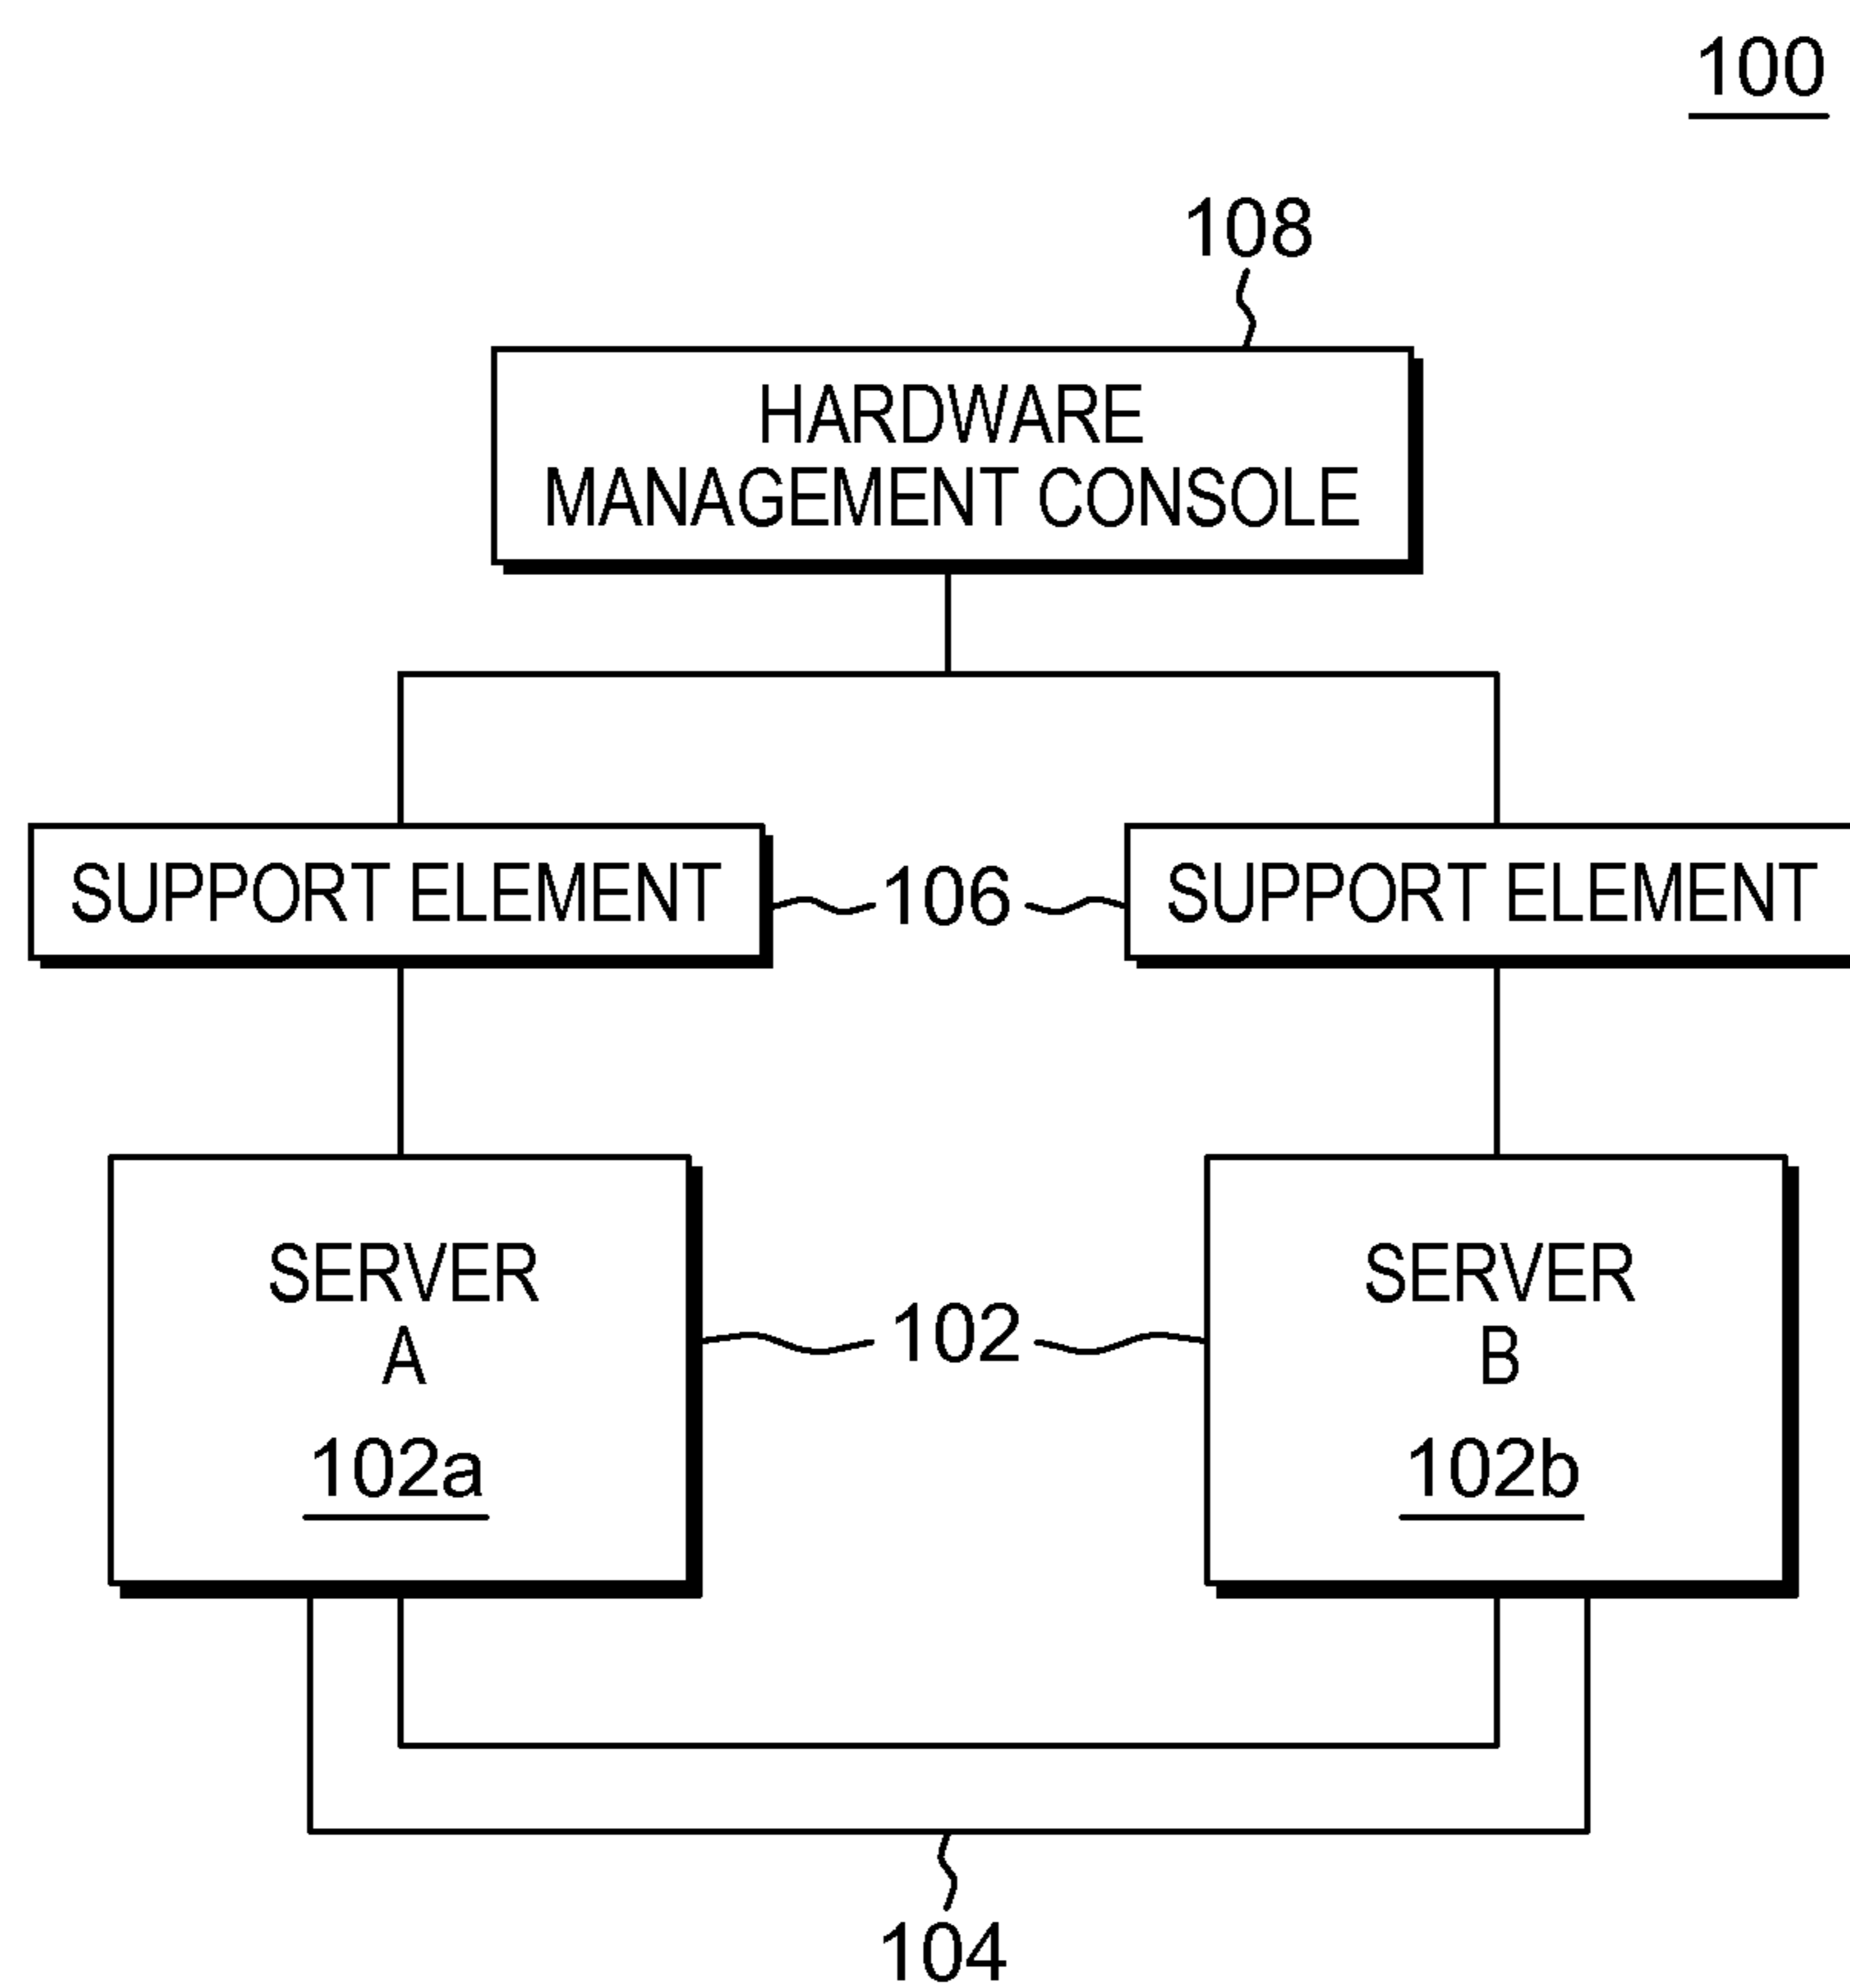 100
108
HARDWARE
MANAGEMENT CONSOLE
SUPPORT ELEMENT
106
SUPPORT ELEMENT
SERVER
A
102a
102
SERVER
B
102b
104